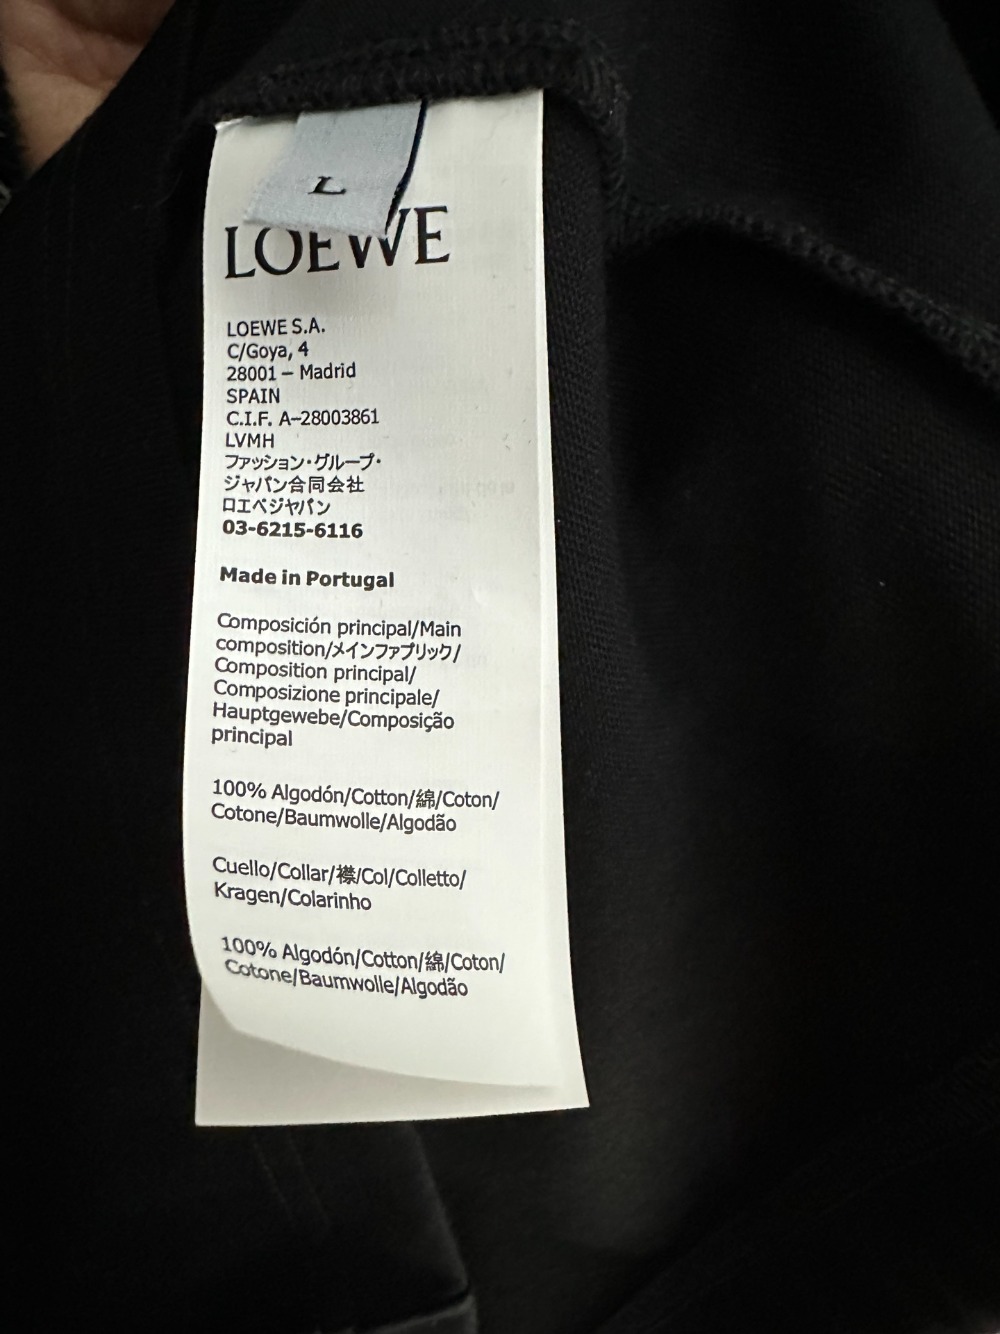 L
LOEWE
LOEWE S.A.
C/Goya, 4
28001 – Madrid
SPAIN
C.I.F. A–28003861
LVMH
ファッション・グループ・
ジャパン合同会社
ロエベジャパン
03-6215-6116
Made in Portugal
Composición principal/Main
composition/メインファブリック/
Composition principal/
Composizione principale/
Hauptgewebe/Composição
principal
100% Algodón/Cotton/綿/Coton/
Cotone/Baumwolle/Algodão
Cuello/Collar/襟/Col/Colletto/
Kragen/Colarinho
100% Algodón/Cotton/綿/Coton/
Cotone/Baumwolle/Algodão